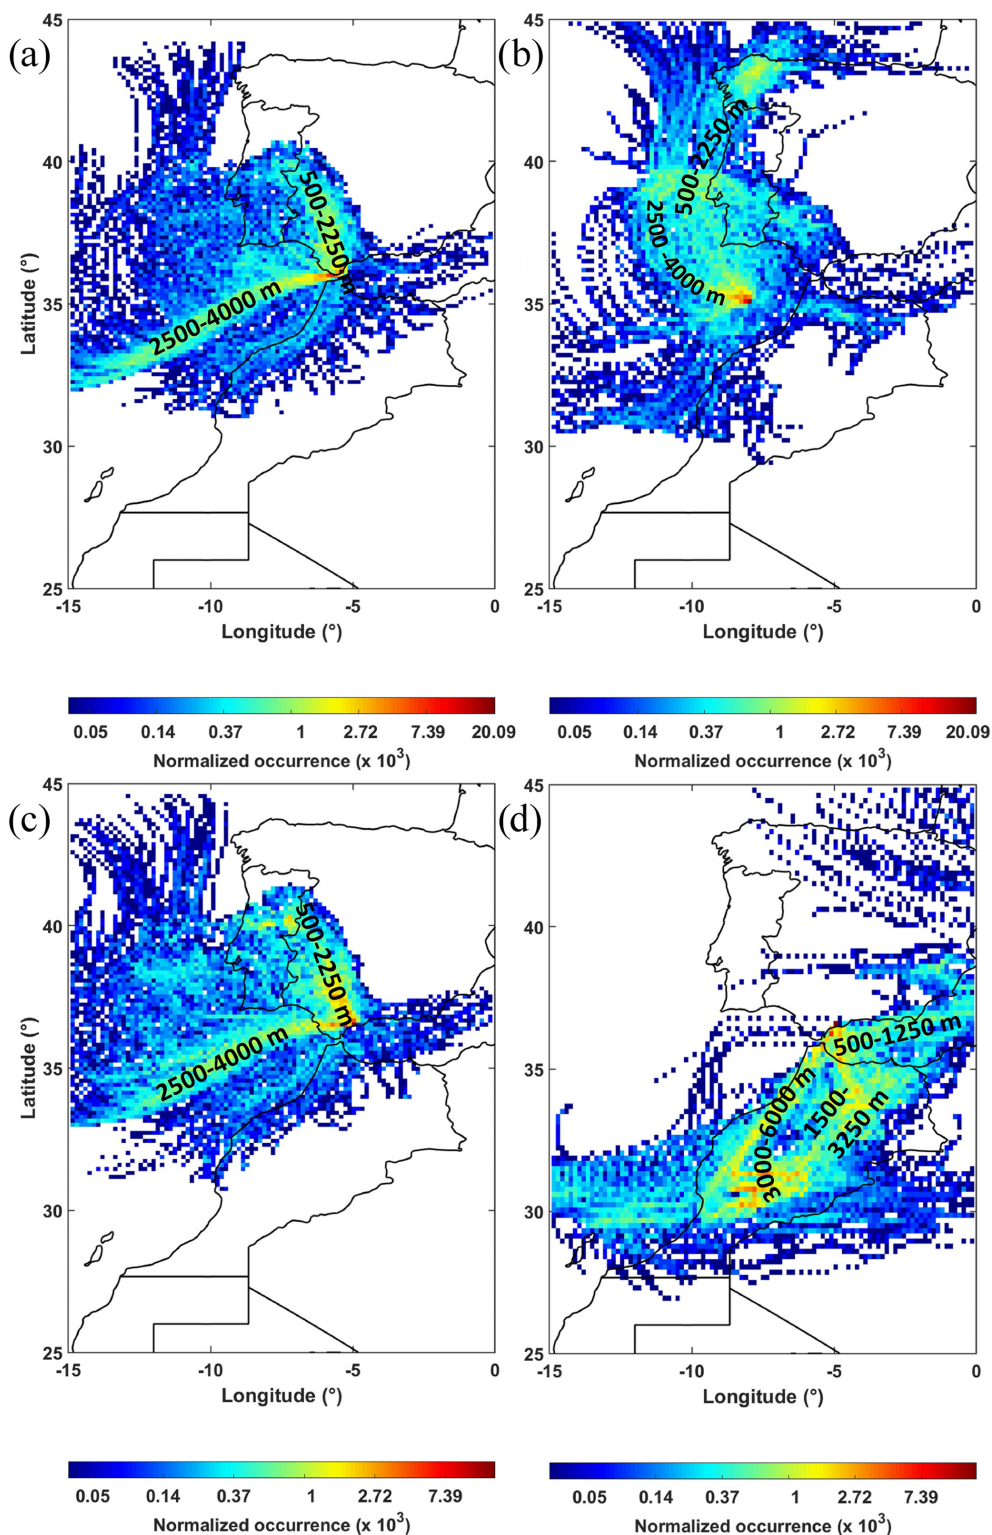 (a)
45
40
35
30
25
Latitude (°)
-15 -10 -5 0
Longitude (°)
500-2250 m
2500-4000 m
0.05 0.14 0.37 1 2.72 7.39 20.09
Normalized occurrence (x 10³)
(b)
45
40
35
30
25
-15 -10 -5 0
Longitude (°)
500-2250 m
2500-4000 m
0.05 0.14 0.37 1 2.72 7.39 20.09
Normalized occurrence (x 10³)
(c)
45
40
35
30
25
Latitude (°)
-15 -10 -5 0
Longitude (°)
500-2250 m
2500-4000 m
0.05 0.14 0.37 1 2.72 7.39
Normalized occurrence (x 10³)
(d)
45
40
35
30
25
-15 -10 -5 0
Longitude (°)
500-1250 m
3000-6000 m
1500-
3250 m
0.05 0.14 0.37 1 2.72 7.39
Normalized occurrence (x 10³)